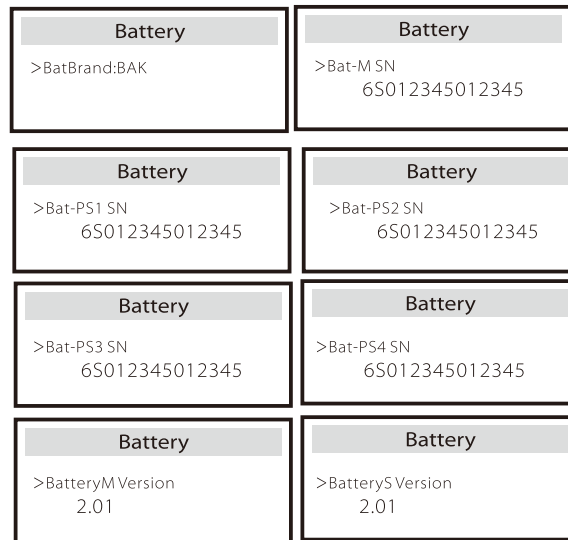 Battery
>BatBrand:BAK
Battery
>Bat-M SN
6S012345012345
Battery
>Bat-PS1 SN
6S012345012345
Battery
>Bat-PS2 SN
6S012345012345
Battery
>Bat-PS3 SN
6S012345012345
Battery
>Bat-PS4 SN
6S012345012345
Battery
>BatteryM Version
2.01
Battery
>BatteryS Version
2.01